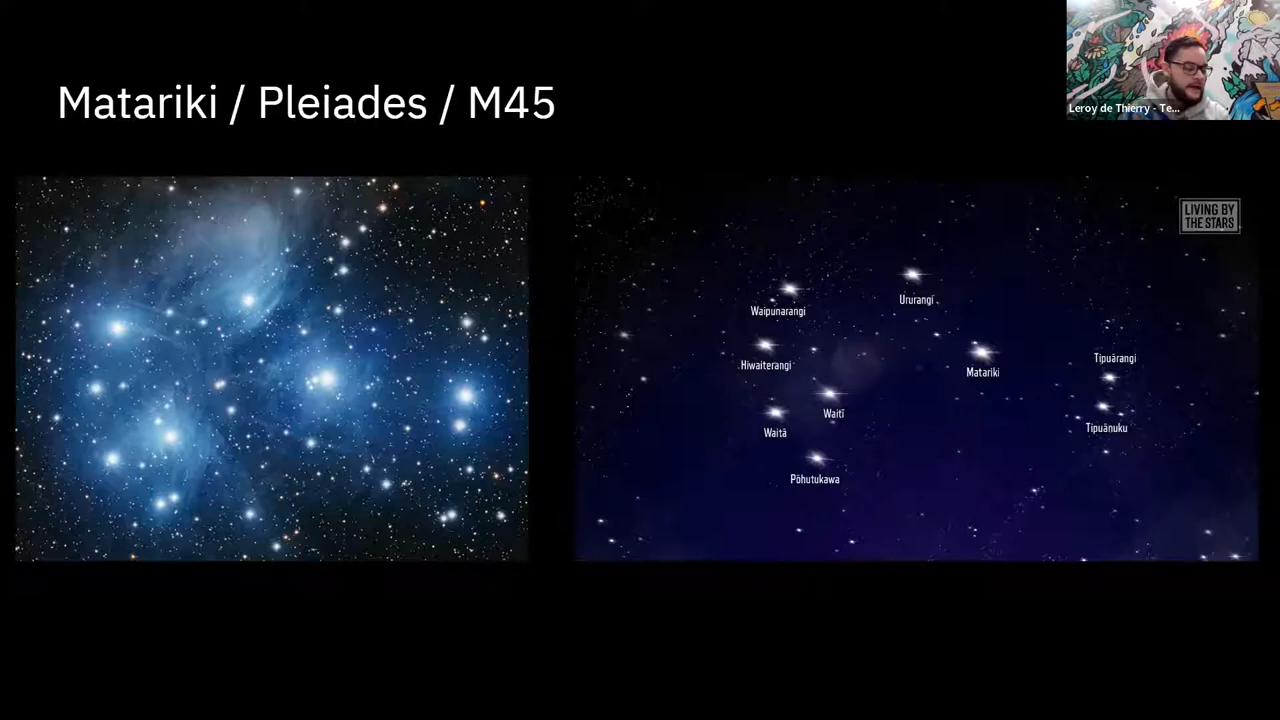 Matariki / Pleiades / M45
Leroy de Thierry - Te...
LIVING BY
THE STARS
Ururangi
Waipunarangi
Tipuārangi
Hiwaiterangi
Matariki
Waitī
Tipuānuku
Waitā
Pōhutukawa